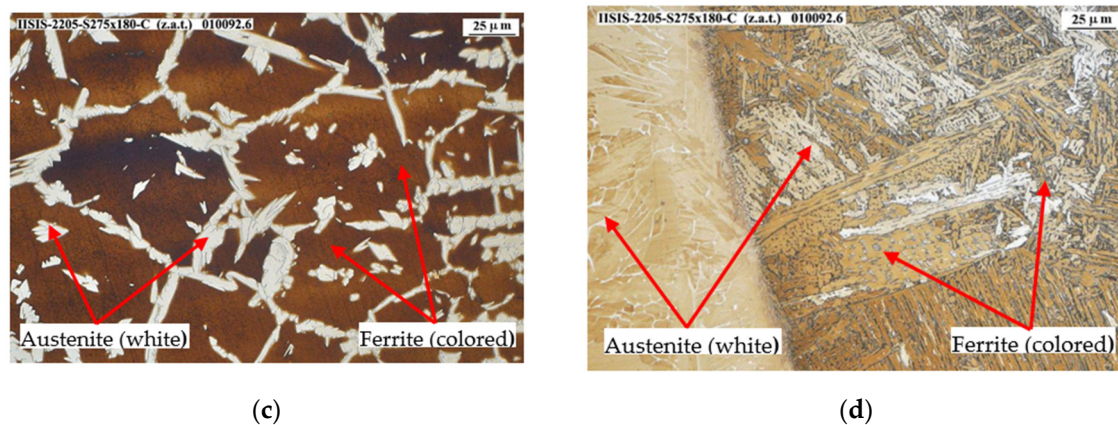 IISIS-2205-S275x180-C (z.a.t.) 010092.6
25 μm
Austenite (white)
Ferrite (colored)
(c)
IISIS-2205-S275x180-C (z.a.t.) 010092.6
25 μm
Austenite (white)
Ferrite (colored)
(d)